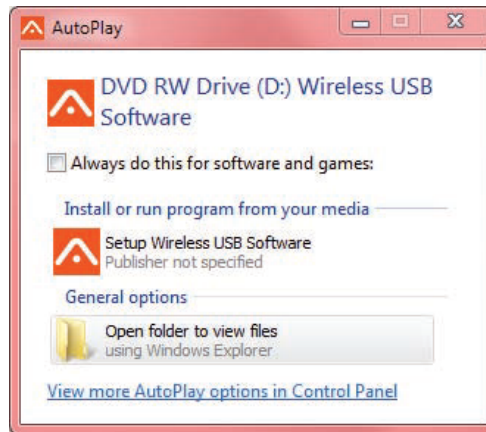 AutoPlay
DVD RW Drive (D:) Wireless USB
Software
Always do this for software and games:
Install or run program from your media
Setup Wireless USB Software
Publisher not specified
General options
Open folder to view files
using Windows Explorer
View more AutoPlay options in Control Panel